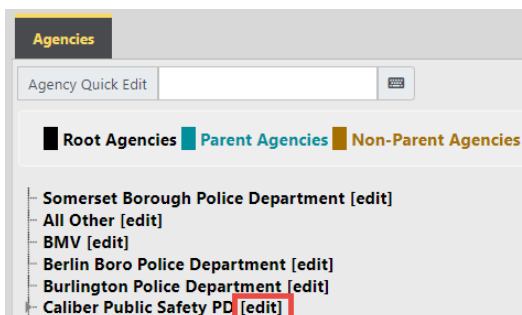 Agencies
Agency Quick Edit
Root Agencies Parent Agencies Non-Parent Agencies
Somerset Borough Police Department [edit]
All Other [edit]
BMV [edit]
Berlin Boro Police Department [edit]
Burlington Police Department [edit]
Caliber Public Safety PD [edit]